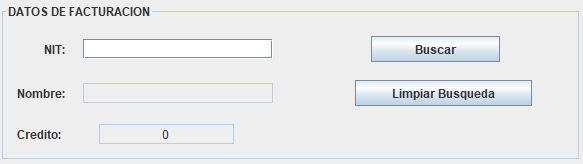 DATOS DE FACTURACION
NIT:
Buscar
Nombre:
Limpiar Busqueda
Credito:
0